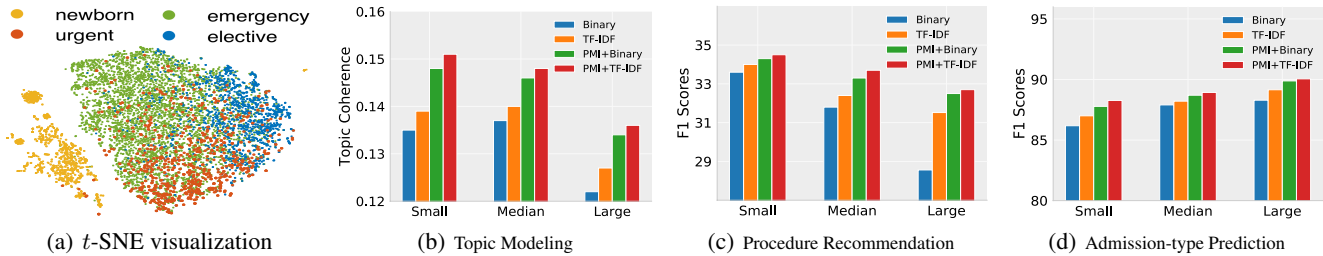 newborn
emergency
urgent
elective
(a) t-SNE visualization
Topic Coherence
0.16
0.15
0.14
0.13
0.12
Binary
TF-IDF
PMI+Binary
PMI+TF-IDF
Small Median Large
(b) Topic Modeling
F1 Scores
35
33
31
29
Binary
TF-IDF
PMI+Binary
PMI+TF-IDF
Small Median Large
(c) Procedure Recommendation
F1 Scores
95
90
85
80
Binary
TF-IDF
PMI+Binary
PMI+TF-IDF
Small Median Large
(d) Admission-type Prediction